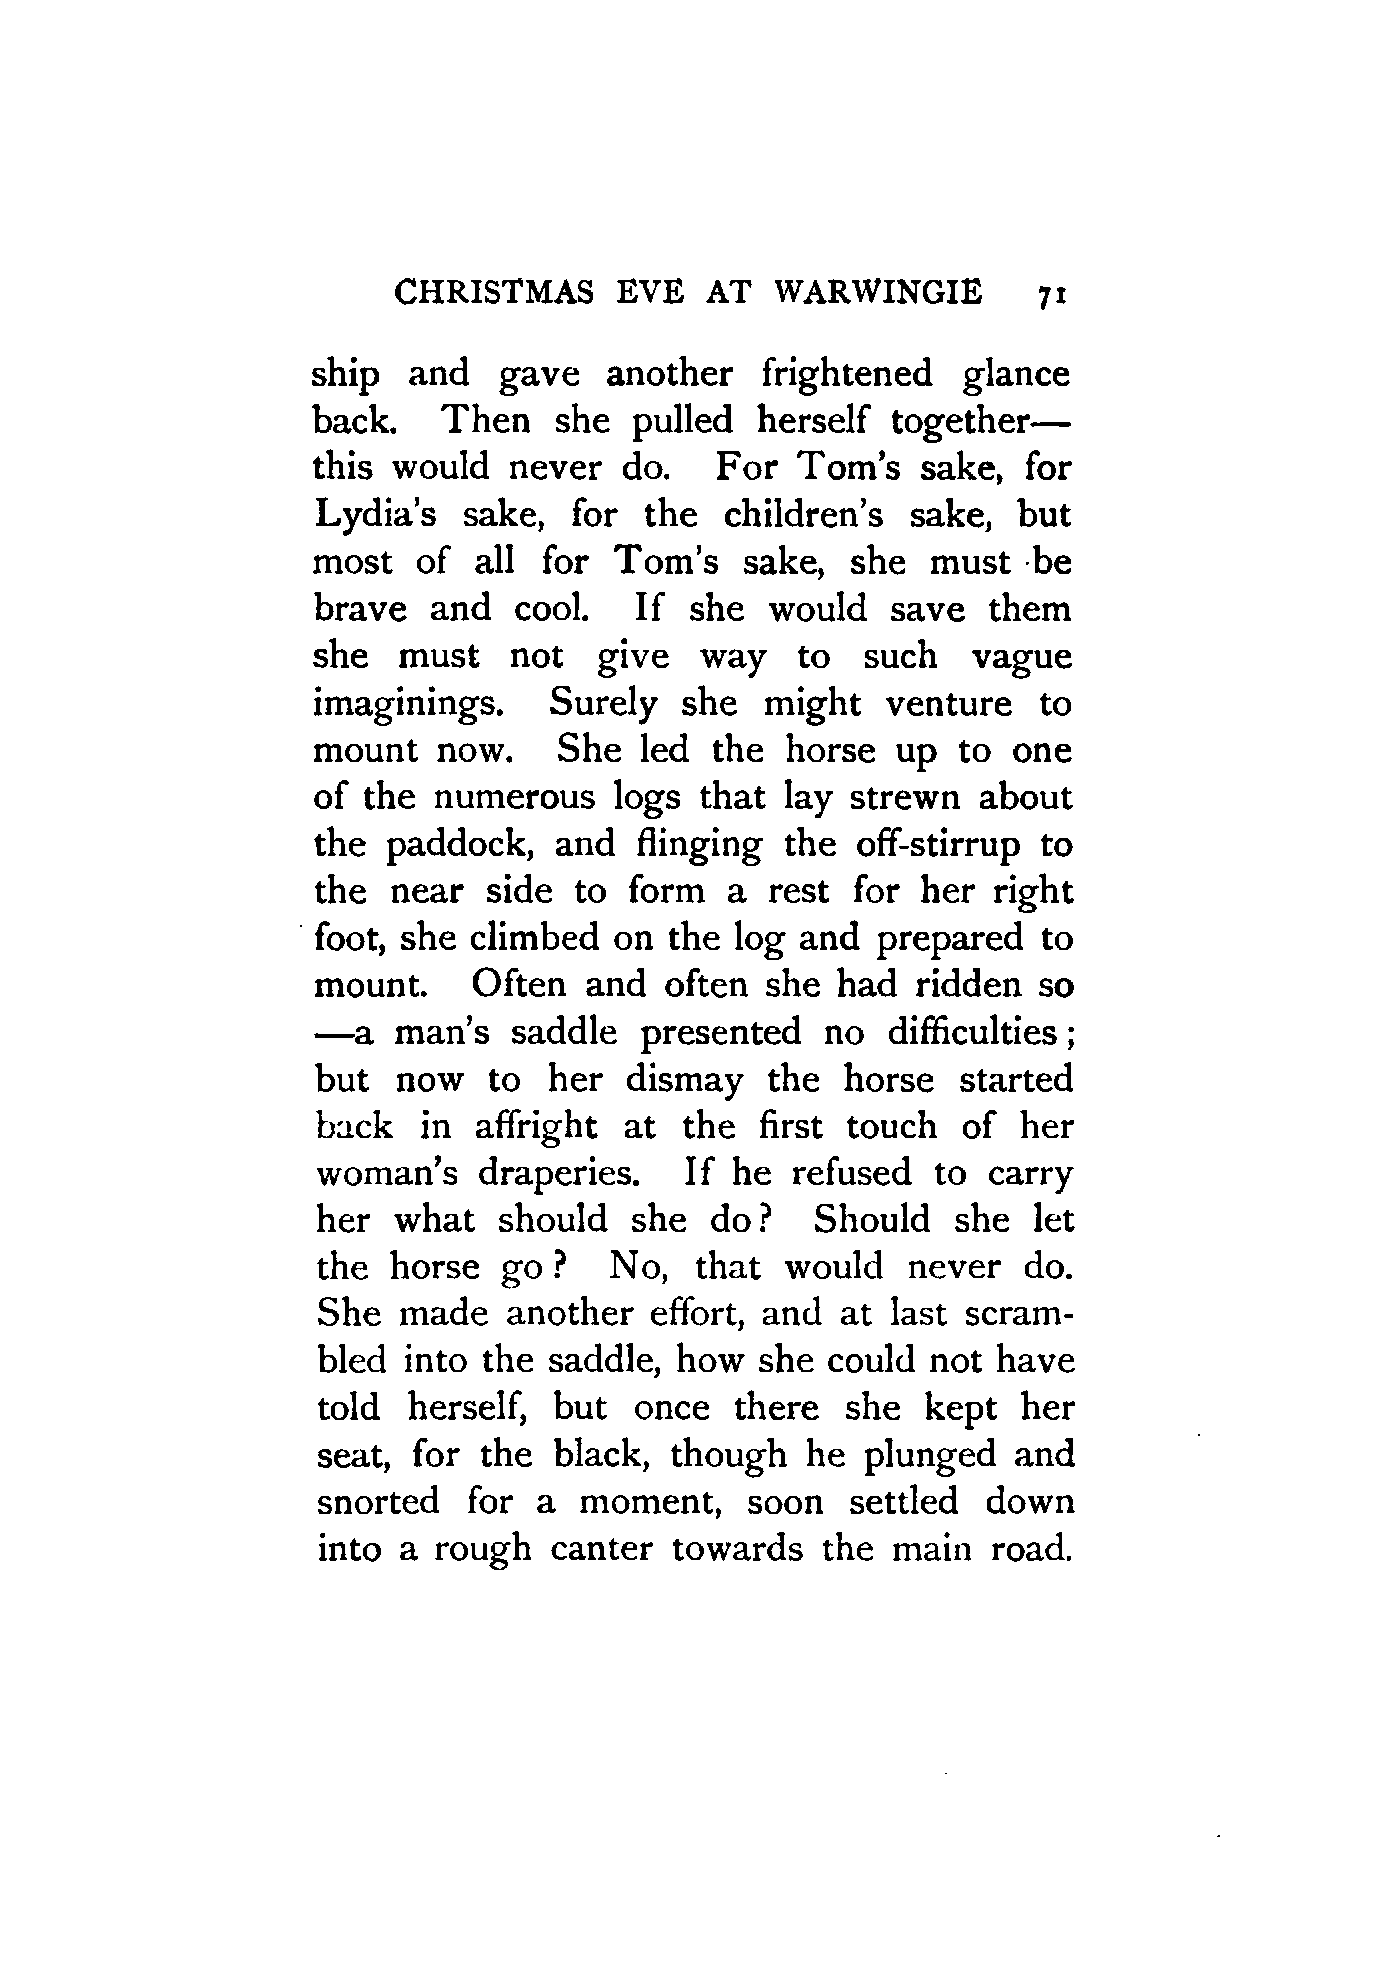 CHRISTMAS EVE AT WARWINGIE 71
ship and gave another frightened glance
back. Then she pulled herself together—
this would never do. For Tom's sake, for
Lydia's sake, for the children's sake, but
most of all for Tom's sake, she must be
brave and cool. If she would save them
she must not give way to such vague
imaginings. Surely she might venture to
mount now. She led the horse up to one
of the numerous logs that lay strewn about
the paddock, and flinging the off-stirrup to
the near side to form a rest for her right
foot, she climbed on the log and prepared to
mount. Often and often she had ridden so
—a man's saddle presented no difficulties;
but now to her dismay the horse started
back in affright at the first touch of her
woman's draperies. If he refused to carry
her what should she do? Should she let
the horse go? No, that would never do.
She made another effort, and at last scram-
bled into the saddle, how she could not have
told herself, but once there she kept her
seat, for the black, though he plunged and
snorted for a moment, soon settled down
into a rough canter towards the main road.